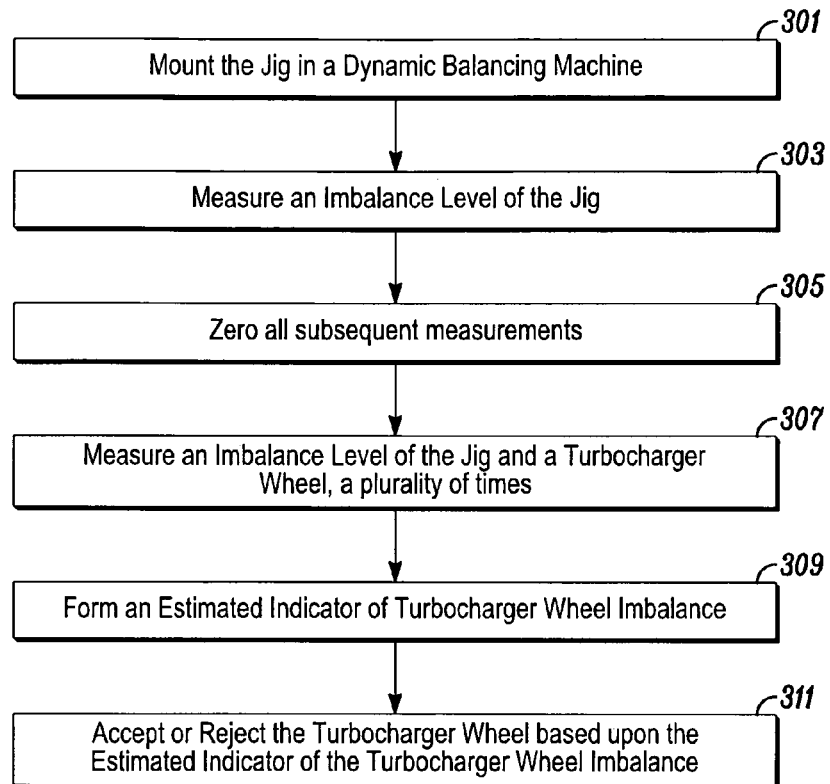 301
Mount the Jig in a Dynamic Balancing Machine
303
Measure an Imbalance Level of the Jig
305
Zero all subsequent measurements
307
Measure an Imbalance Level of the Jig and a Turbocharger
Wheel, a plurality of times
309
Form an Estimated Indicator of Turbocharger Wheel Imbalance
311
Accept or Reject the Turbocharger Wheel based upon the
Estimated Indicator of the Turbocharger Wheel Imbalance